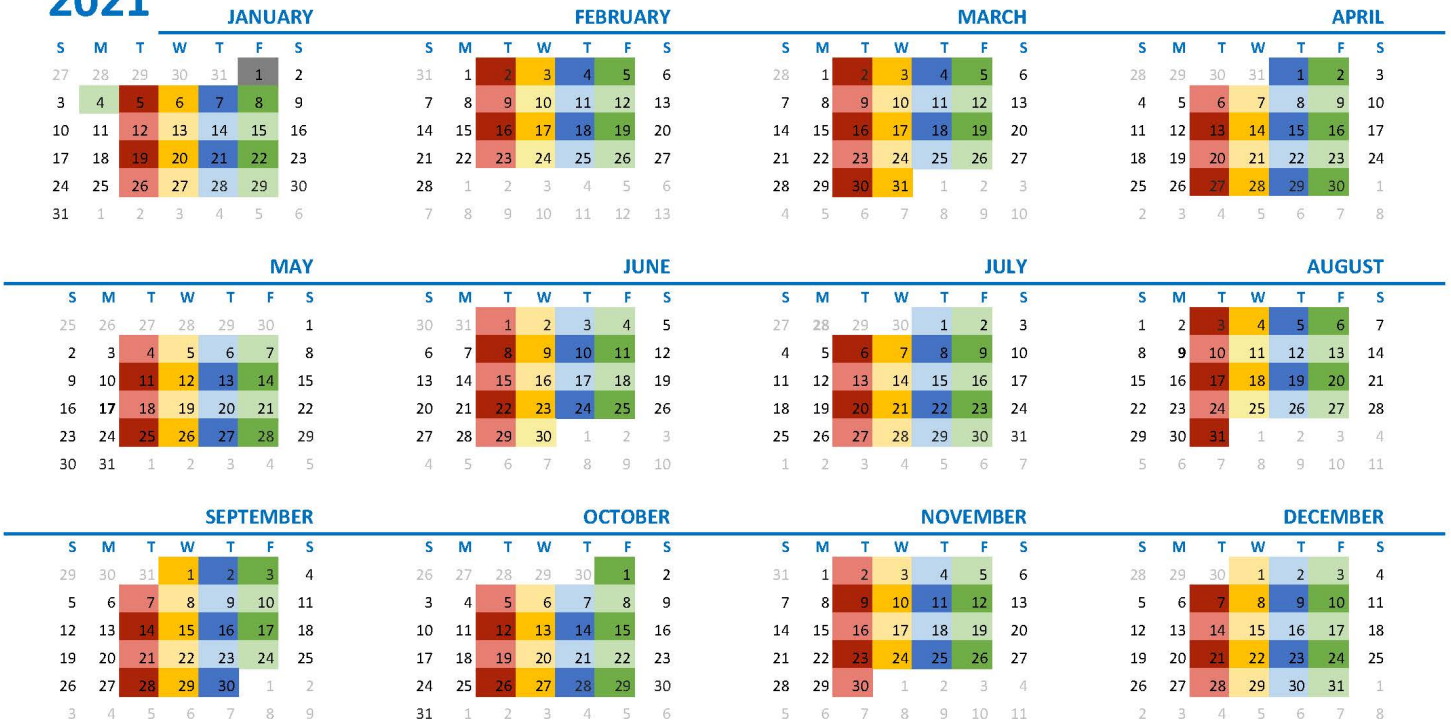 2021
JANUARY FEBRUARY MARCH APRIL
S M T W T F S S M T W T F S S M T W T F S S M T W T F S
27 28 29 30 31 1 2 31 1 2 3 4 5 6 28 1 2 3 4 5 6 28 29 30 31 1 2 3
3 4 5 6 7 8 9 7 8 9 10 11 12 13 7 8 9 10 11 12 13 4 5 6 7 8 9 10
10 11 12 13 14 15 16 14 15 16 17 18 19 20 14 15 16 17 18 19 20 11 12 13 14 15 16 17
17 18 19 20 21 22 23 21 22 23 24 25 26 27 21 22 23 24 25 26 27 18 19 20 21 22 23 24
24 25 26 27 28 29 30 28 1 2 3 4 5 6 28 29 30 31 1 2 3 25 26 27 28 29 30 1
31 1 2 3 4 5 6 7 8 9 10 11 12 13 4 5 6 7 8 9 10 2 3 4 5 6 7 8
MAY JUNE JULY AUGUST
S M T W T F S S M T W T F S S M T W T F S S M T W T F S
25 26 27 28 29 30 1 30 31 1 2 3 4 5 27 28 29 30 1 2 3 1 2 3 4 5 6 7
2 3 4 5 6 7 8 6 7 8 9 10 11 12 4 5 6 7 8 9 10 8 9 10 11 12 13 14
9 10 11 12 13 14 15 13 14 15 16 17 18 19 11 12 13 14 15 16 17 15 16 17 18 19 20 21
16 17 18 19 20 21 22 20 21 22 23 24 25 26 18 19 20 21 22 23 24 22 23 24 25 26 27 28
23 24 25 26 27 28 29 27 28 29 30 1 2 3 25 26 27 28 29 30 31 29 30 31 1 2 3 4
30 31 1 2 3 4 5 4 5 6 7 8 9 10 1 2 3 4 5 6 7 5 6 7 8 9 10 11
SEPTEMBER OCTOBER NOVEMBER DECEMBER
S M T W T F S S M T W T F S S M T W T F S S M T W T F S
29 30 31 1 2 3 4 26 27 28 29 30 1 2 31 1 2 3 4 5 6 28 29 30 1 2 3 4
5 6 7 8 9 10 11 3 4 5 6 7 8 9 7 8 9 10 11 12 13 5 6 7 8 9 10 11
12 13 14 15 16 17 18 10 11 12 13 14 15 16 14 15 16 17 18 19 20 12 13 14 15 16 17 18
19 20 21 22 23 24 25 17 18 19 20 21 22 23 21 22 23 24 25 26 27 19 20 21 22 23 24 25
26 27 28 29 30 1 2 24 25 26 27 28 29 30 28 29 30 1 2 3 4 26 27 28 29 30 31 1
3 4 5 6 7 8 9 31 1 2 3 4 5 6 5 6 7 8 9 10 11 2 3 4 5 6 7 8